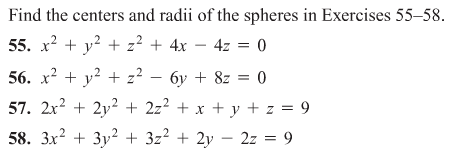 Find the centers and radii of the spheres in Exercises 55–58.
55. x² + y² + z² + 4x − 4z = 0
56. x² + y² + z² − 6y + 8z = 0
57. 2x² + 2y² + 2z² + x + y + z = 9
58. 3x² + 3y² + 3z² + 2y − 2z = 9